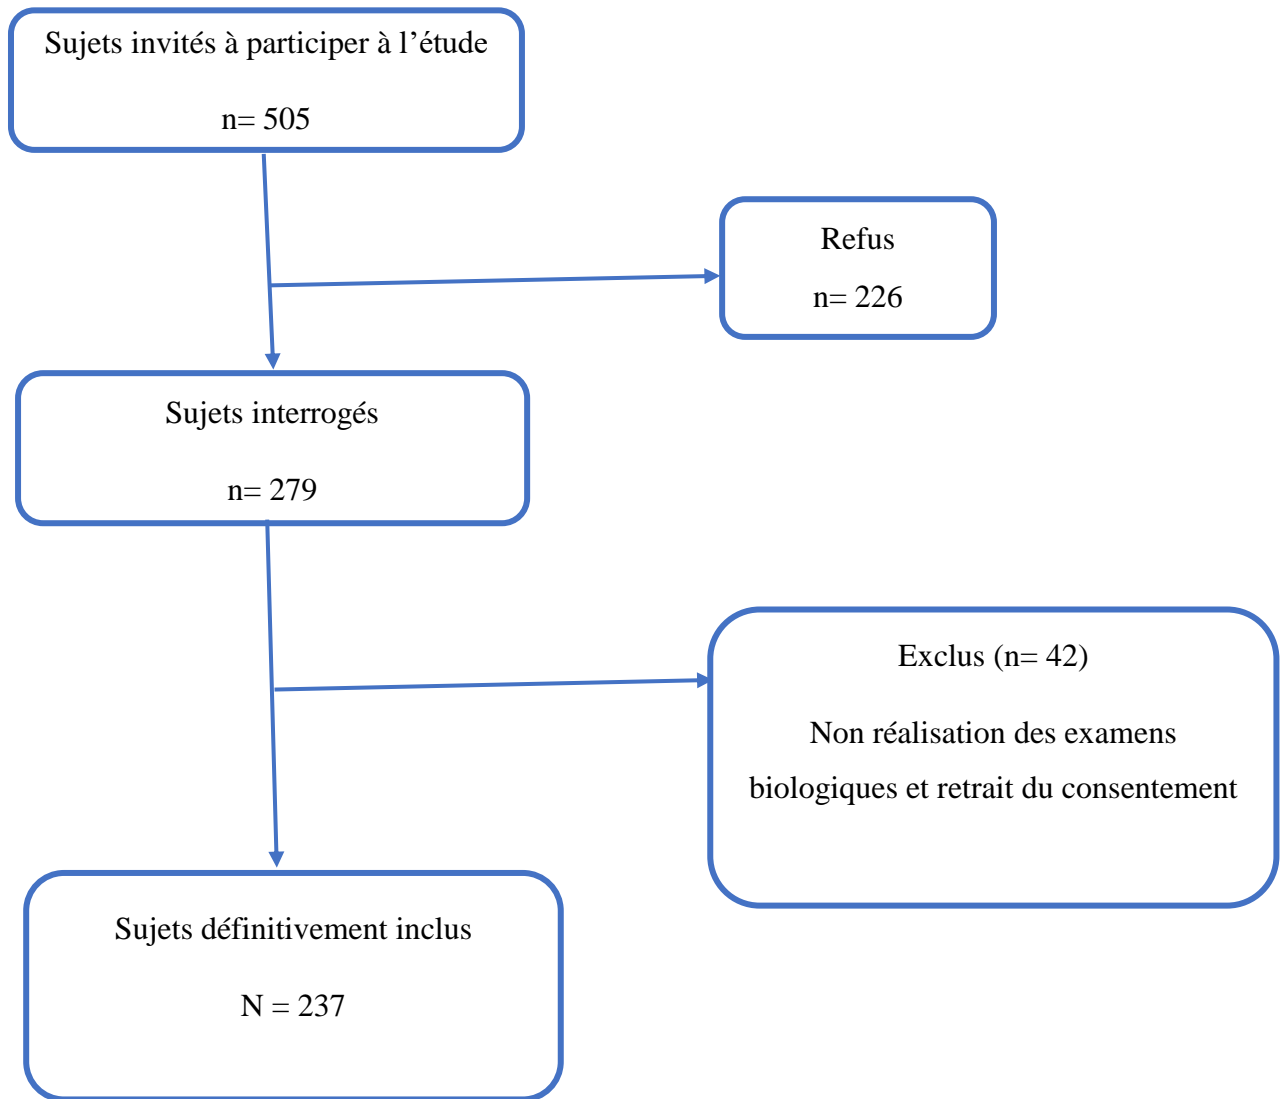 Sujets invités à participer à l’étude
n= 505
Refus
n= 226
Sujets interrogés
n= 279
Exclus (n= 42)
Non réalisation des examens
biologiques et retrait du consentement
Sujets définitivement inclus
N = 237